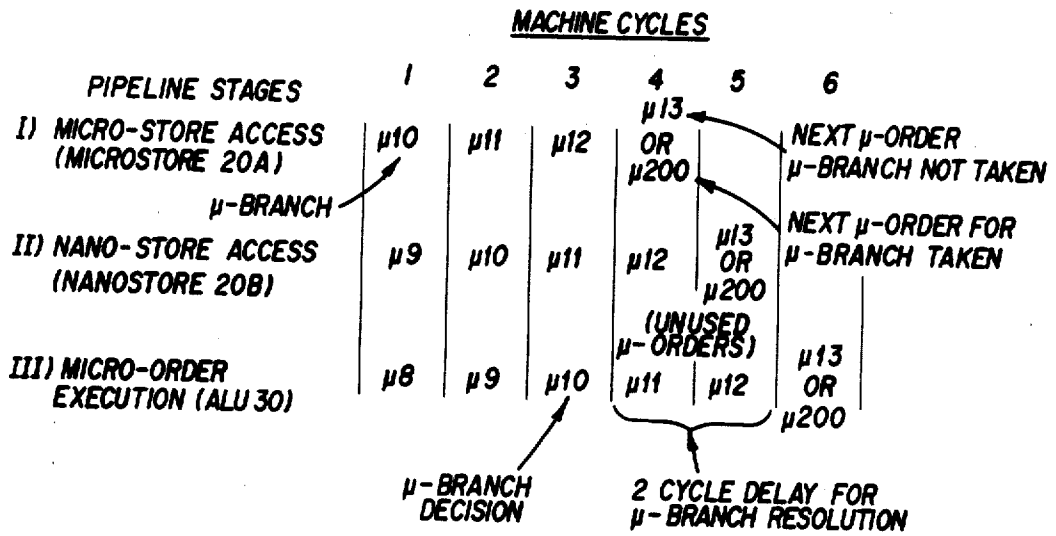 MACHINE CYCLES
PIPELINE STAGES 1 2 3 4 5 6
I) MICRO-STORE ACCESS
(MICROSTORE 20A)
μ10 μ11 μ12
μ13
OR
μ200
NEXT μ-ORDER
μ-BRANCH NOT TAKEN
μ-BRANCH
NEXT μ-ORDER FOR
μ-BRANCH TAKEN
II) NANO-STORE ACCESS
(NANOSTORE 20B)
μ9 μ10 μ11 μ12
μ13
OR
μ200
(UNUSED
μ-ORDERS)
III) MICRO-ORDER
EXECUTION (ALU 30)
μ8 μ9 μ10 μ11 μ12
μ13
OR
μ200
μ-BRANCH
DECISION
2 CYCLE DELAY FOR
μ-BRANCH RESOLUTION